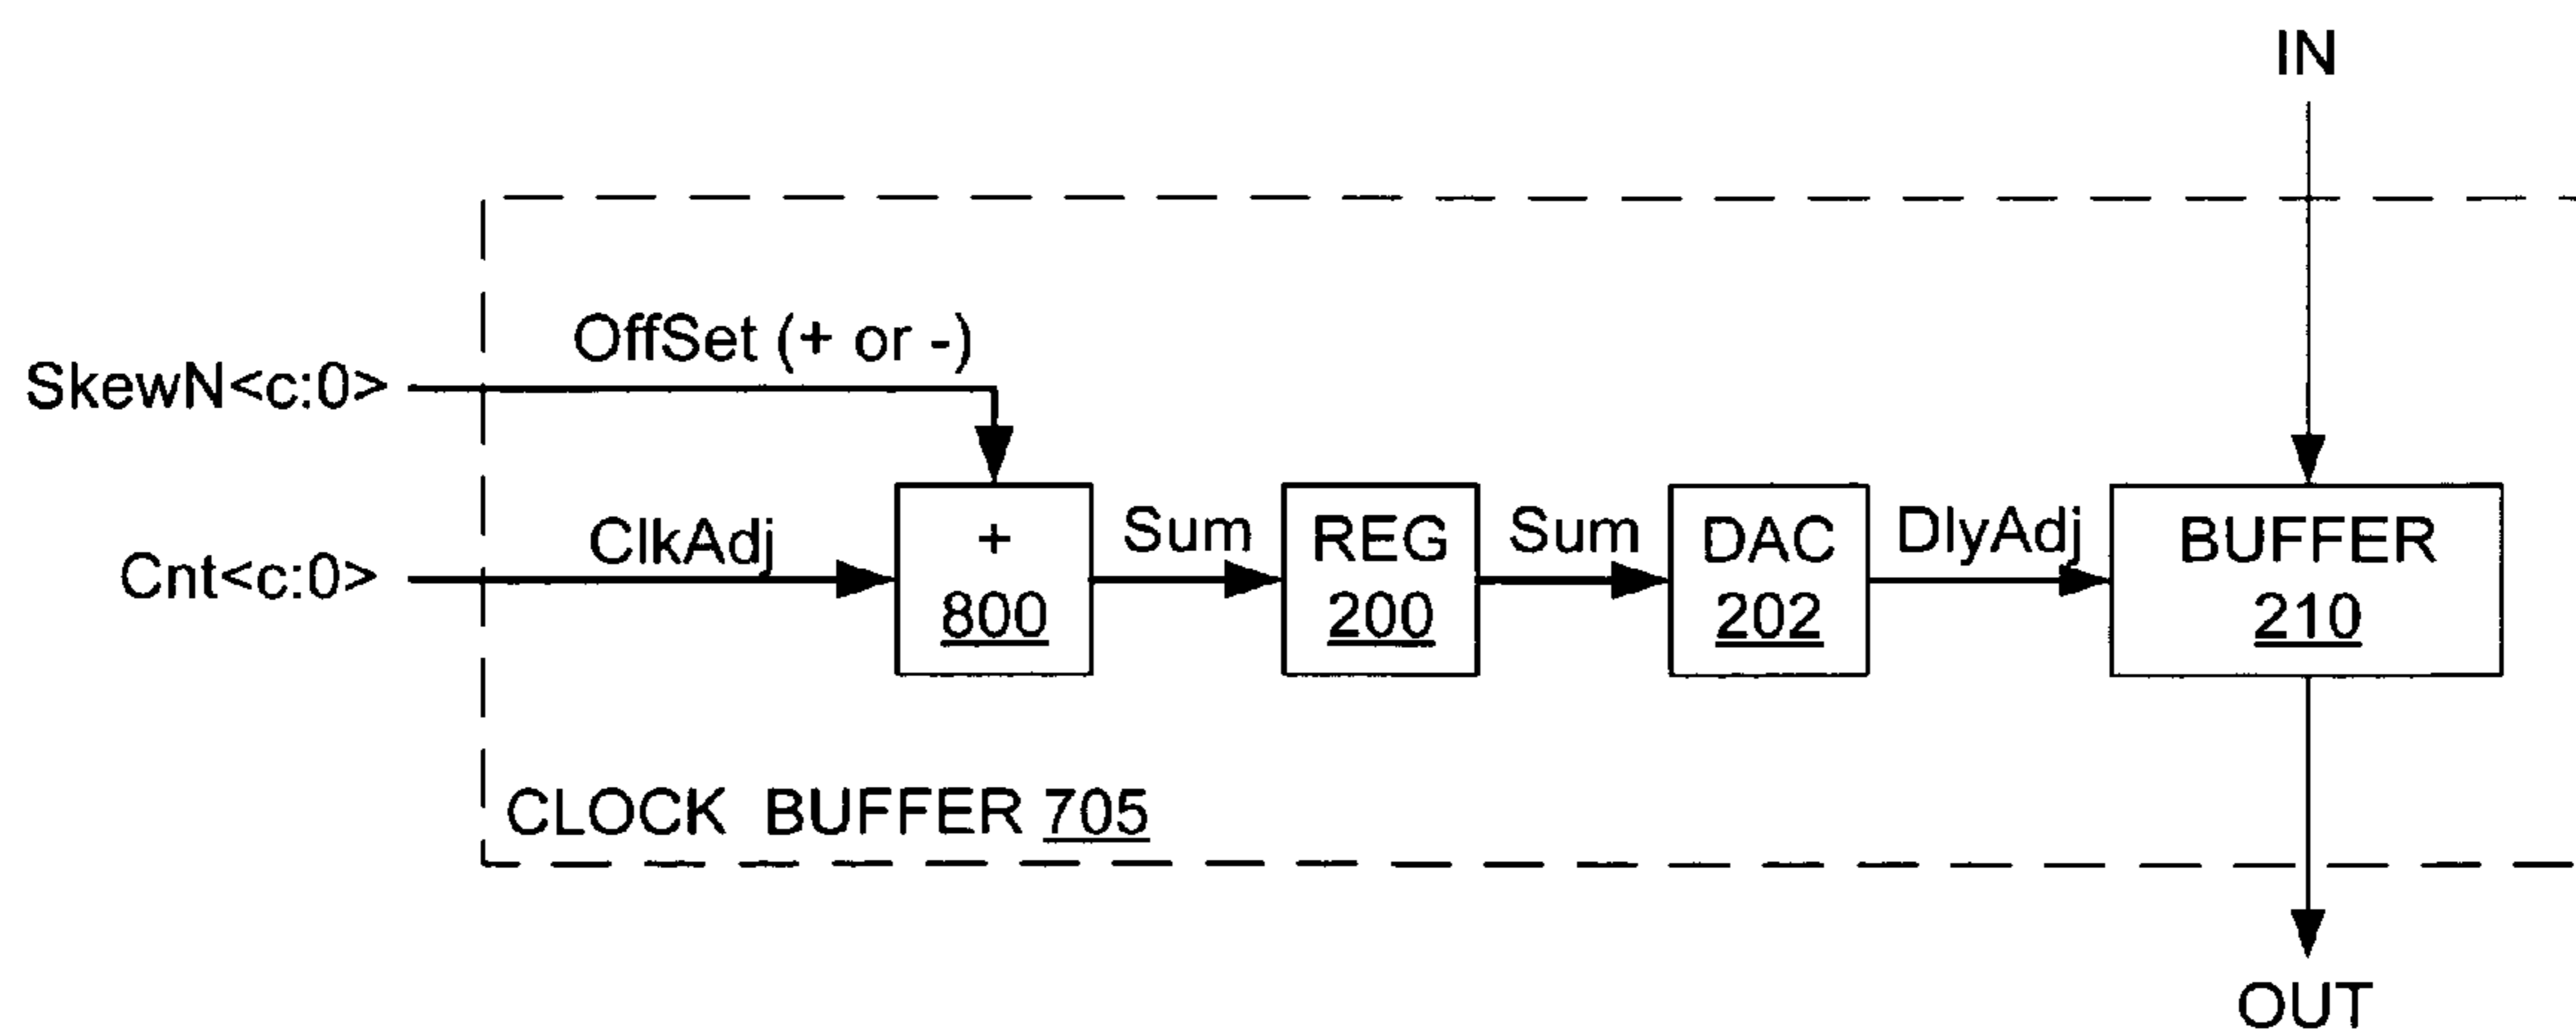 IN
OffSet (+ or -)
SkewN<c:0>
Cnt<c:0>
ClkAdj
+
800
Sum
REG
200
Sum
DAC
202
DlyAdj
BUFFER
210
CLOCK BUFFER 705
OUT